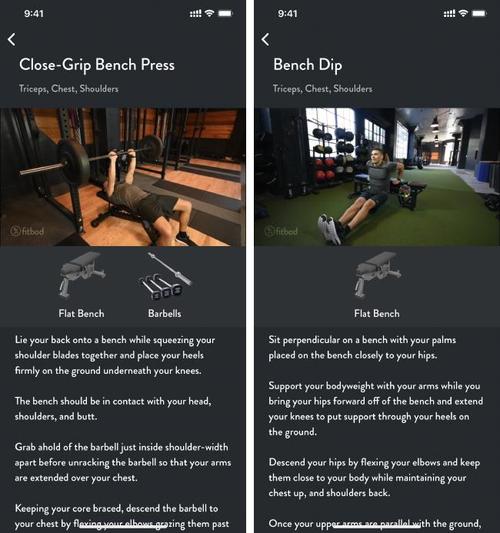 9:41
Close-Grip Bench Press
Triceps, Chest, Shoulders
fitbod
Flat Bench
Barbells
Lie your back onto a bench while squeezing your
shoulder blades together and place your heels
firmly on the ground underneath your knees.
The bench should be in contact with your head,
shoulders, and butt.
Grab ahold of the barbell just inside shoulder-width
apart before unracking the barbell so that your arms
are extended over your chest.
Keeping your core braced, descend the barbell to
your chest by flexing your elbows grazing them past
9:41
Bench Dip
Triceps, Chest, Shoulders
fitbod
Flat Bench
Sit perpendicular on a bench with your palms
placed on the bench closely to your hips.
Support your bodyweight with your arms while you
bring your hips forward off of the bench and extend
your knees to put support through your heels on
the ground.
Descend your hips by flexing your elbows and keep
them close to your body while maintaining your
chest up, and shoulders back.
Once your upper arms are parallel with the ground,